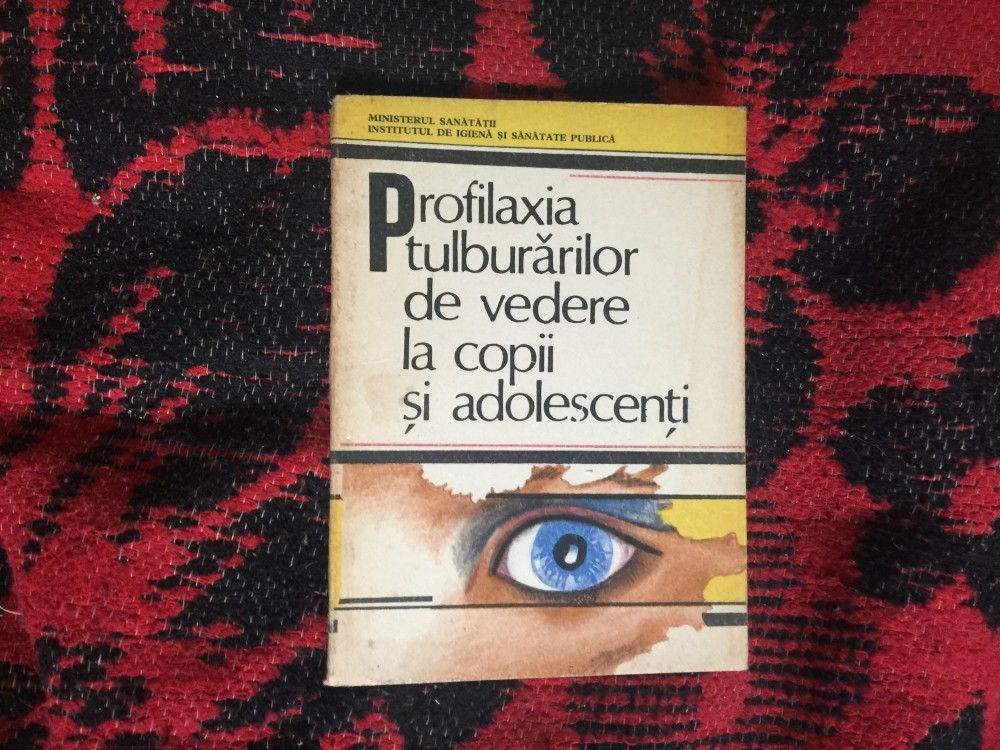 MINISTERUL SANĂTĂȚII
INSTITUTUL DE IGIENĂ ȘI SĂNĂTATE PUBLICĂ
Profilaxia
tulburărilor
de vedere
la copii
și adolescenți